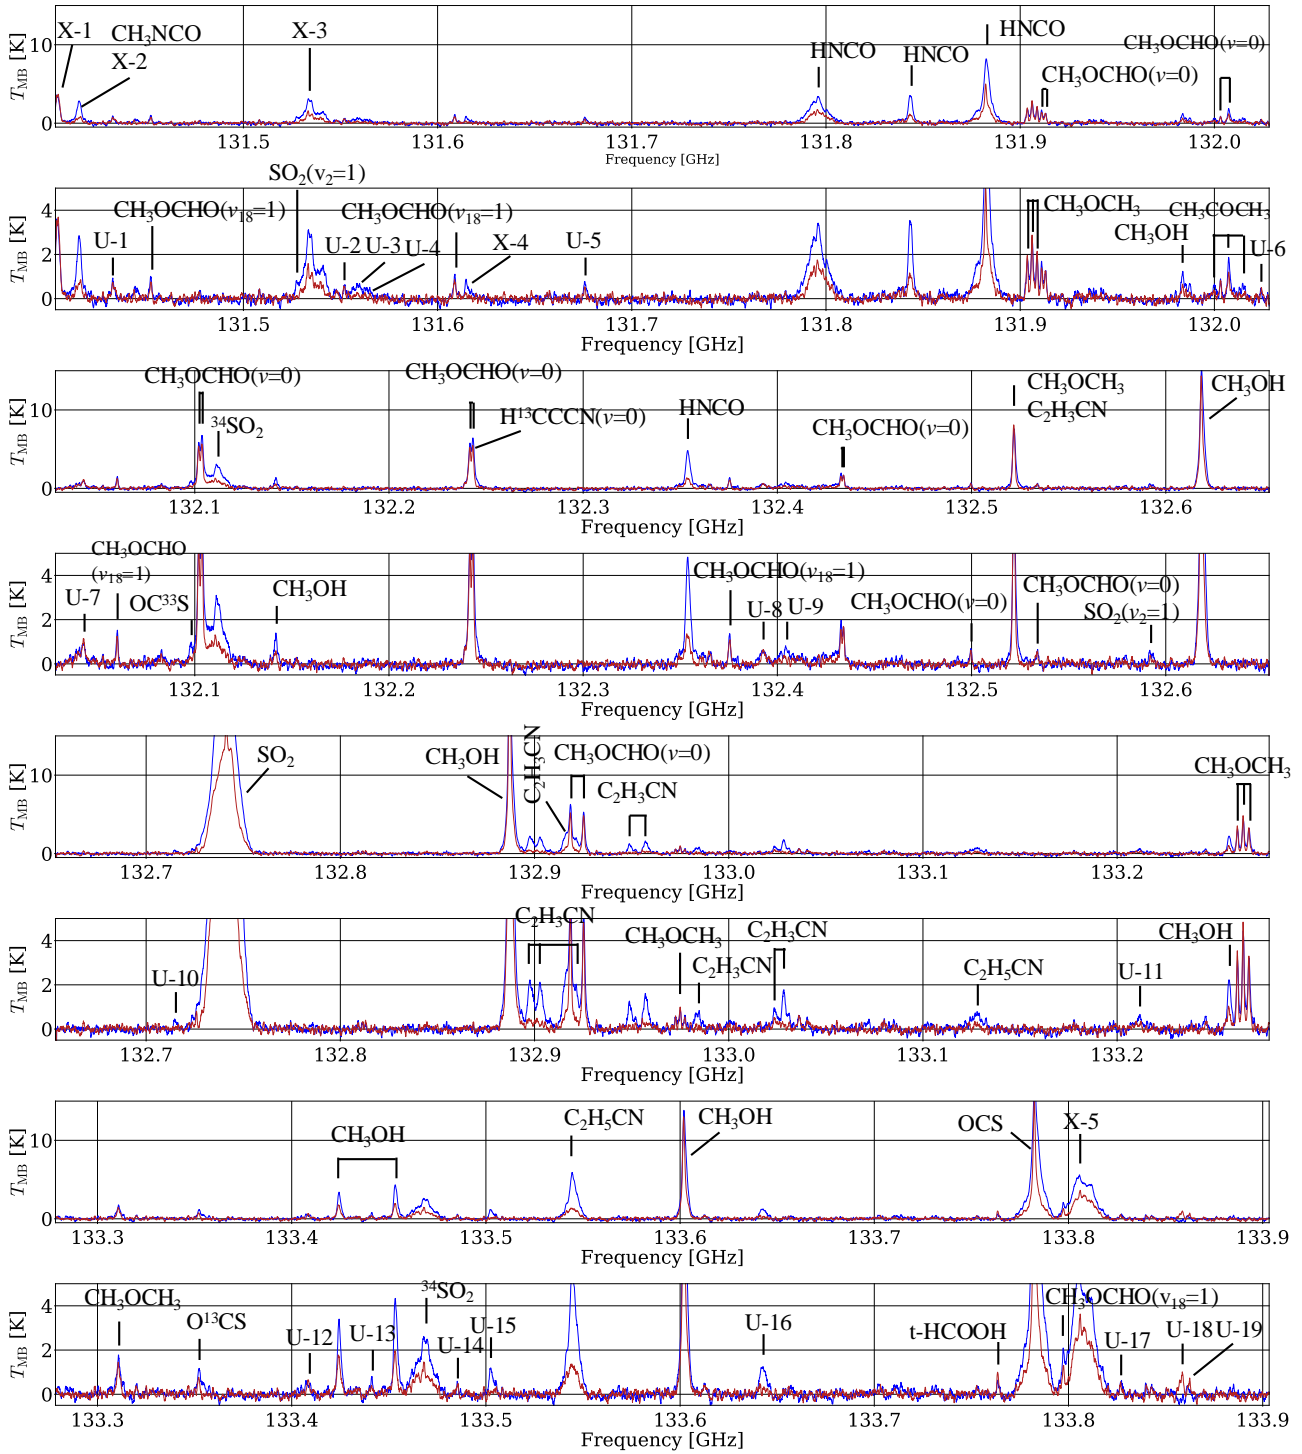 X-1 CH₃NCO X-3 HNCO HNCO HNCO CH₃OCHO(v=0)
X-2 CH₃OCHO(v=0)
T_MB [K]
10
0
131.5 131.6 131.7 131.8 131.9 132.0
Frequency [GHz]
SO₂(v₂=1)
CH₃OCHO(v₁₈=1) CH₃OCHO(v₁₈=1) CH₃OCH₃ CH₃COCH₃
U-1 U-2 U-3 U-4 X-4 U-5 CH₃OH U-6
T_MB [K]
4
2
0
131.5 131.6 131.7 131.8 131.9 132.0
Frequency [GHz]
CH₃OCHO(v=0) CH₃OCHO(v=0) CH₃OCH₃ CH₃OH
³⁴SO₂ H¹³CCCN(v=0) HNCO CH₃OCHO(v=0) C₂H₃CN
T_MB [K]
10
0
132.1 132.2 132.3 132.4 132.5 132.6
Frequency [GHz]
CH₃OCHO
(v₁₈=1) CH₃OCHO(v₁₈=1) CH₃OCHO(v=0)
U-7 OC³³S CH₃OH U-8 U-9 CH₃OCHO(v=0) SO₂(v₂=1)
T_MB [K]
4
2
0
132.1 132.2 132.3 132.4 132.5 132.6
Frequency [GHz]
SO₂ CH₃OH C₂H₃CN CH₃OCHO(v=0) CH₃OCH₃
C₂H₃CN
T_MB [K]
10
0
132.7 132.8 132.9 133.0 133.1 133.2
Frequency [GHz]
C₂H₃CN CH₃OCH₃ C₂H₃CN CH₃OH
U-10 C₂H₃CN C₂H₅CN U-11
T_MB [K]
4
2
0
132.7 132.8 132.9 133.0 133.1 133.2
Frequency [GHz]
CH₃OH C₂H₅CN CH₃OH OCS X-5
T_MB [K]
10
0
133.3 133.4 133.5 133.6 133.7 133.8 133.9
Frequency [GHz]
CH₃OCH₃ ³⁴SO₂ CH₃OCHO(v₁₈=1)
O¹³CS U-12 U-13 U-14 U-15 U-16 t-HCOOH U-17 U-18 U-19
T_MB [K]
4
2
0
133.3 133.4 133.5 133.6 133.7 133.8 133.9
Frequency [GHz]